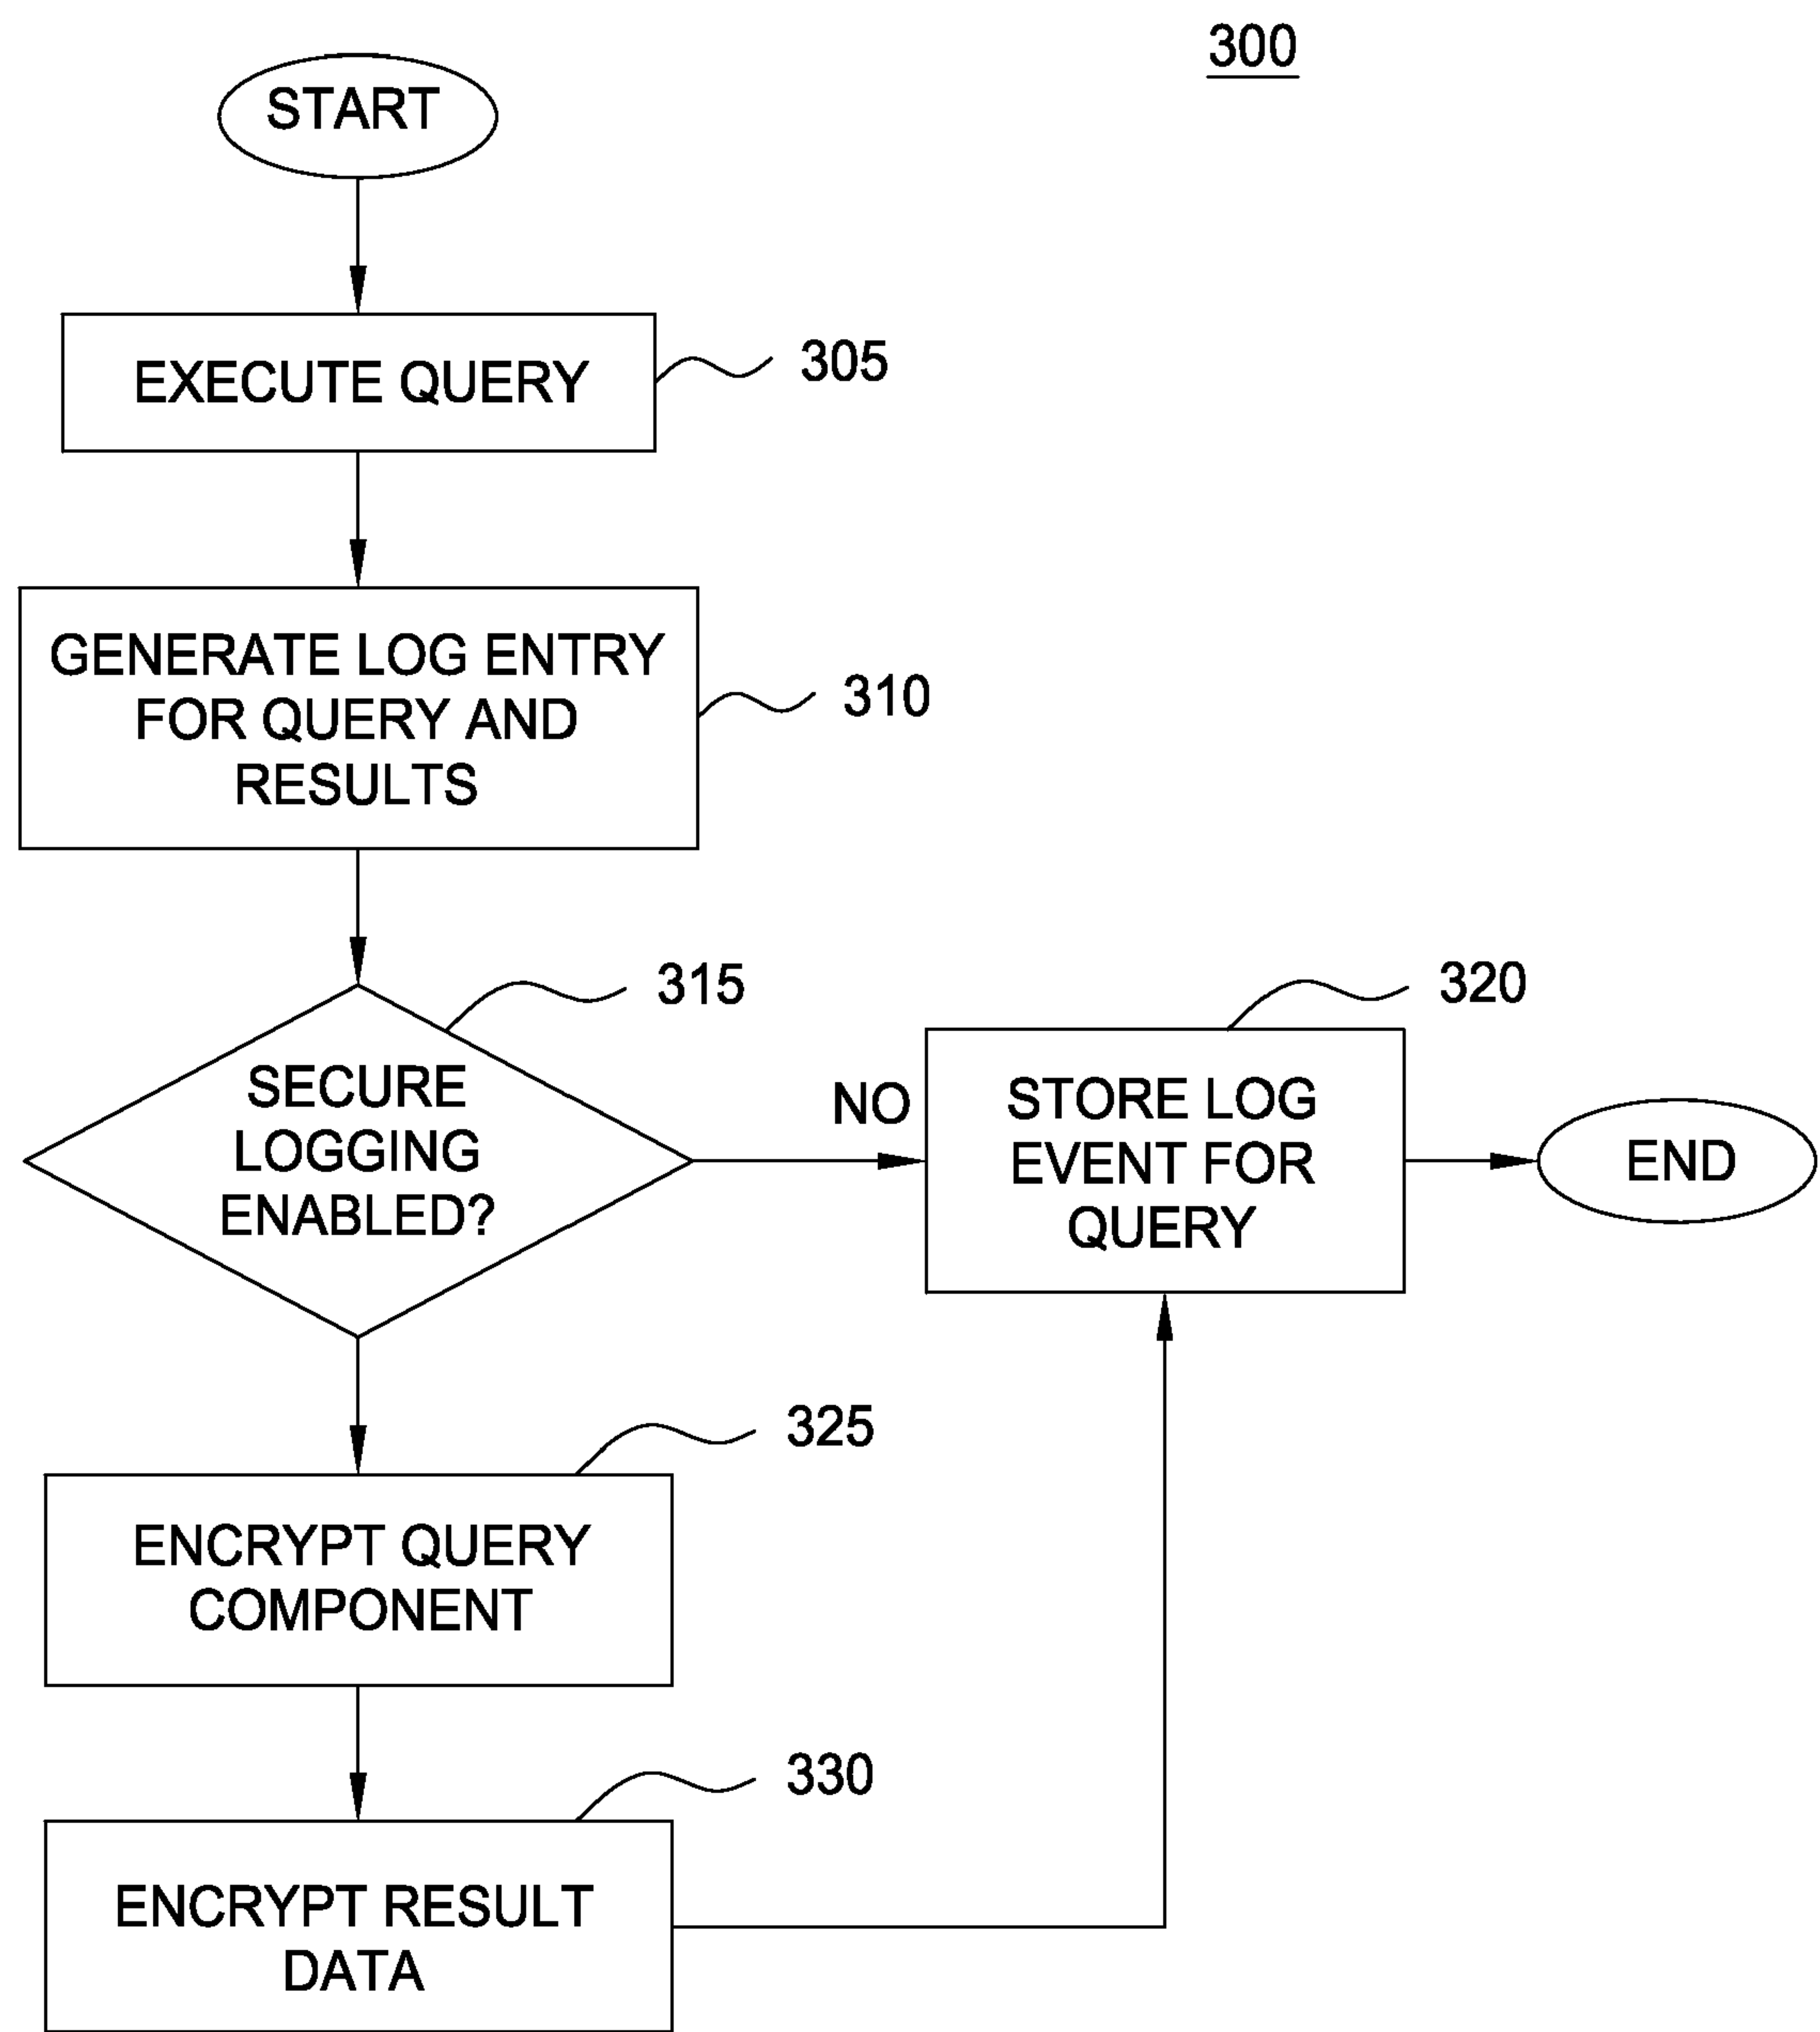 300
START
EXECUTE QUERY
305
GENERATE LOG ENTRY
FOR QUERY AND
RESULTS
310
315
SECURE
LOGGING
ENABLED?
NO
320
STORE LOG
EVENT FOR
QUERY
END
325
ENCRYPT QUERY
COMPONENT
330
ENCRYPT RESULT
DATA